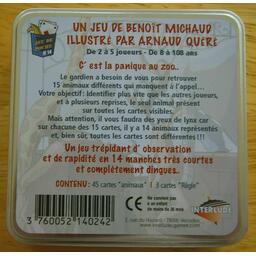 UN JEU DE BENOÎT MICHAUD
ILLUSTRÉ PAR ARNAUD QUÉRÉ
De 2 à 5 joueurs - De 8 à 108 ans
JEU DE
#14
C' est la panique au zoo..
Le gardien a besoin de vous pour retrouver
15 animaux différents qui manquent à l'appel...
Votre objectif : Identifier plus vite que les autres joueurs,
et à plusieurs reprises, le seul animal présent
sur toutes les cartes visibles.
Mais attention, il vous faudra des yeux de lynx car
sur chacune des 15 cartes, il y a 14 animaux représentés
et, bien sûr, toutes les cartes sont différentes !!!
Un jeu trépidant d' observation
et de rapidité en 14 manches très courtes
et complètement dingues..
CONTENU : 45 cartes "animaux" 3 cartes "Règle"
3 760052 140242
INTERLUDE